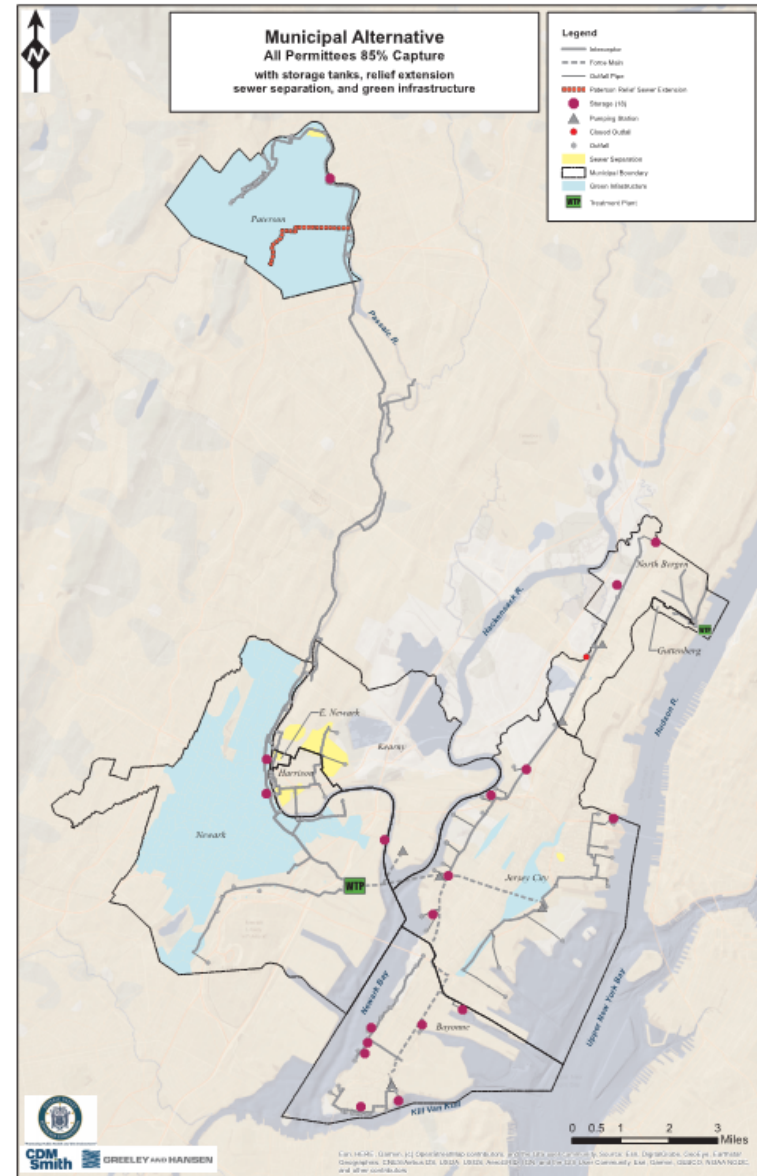 Municipal Alternative
All Permittees 85% Capture
with storage tanks, relief extension
sewer separation, and green infrastructure
N
Legend
Interceptor
Force Main
Outfall Pipe
Paterson Relief Sewer Extension
Storage (18)
Pumping Station
Closed Outfall
Outfall
Sewer Separation
Municipal Boundary
Green Infrastructure
WTP Treatment Plant
Paterson
Passaic R.
North Bergen
Hackensack R.
WTP
Guttenberg
Hudson R.
E. Newark
Kearny
Harrison
Newark
Jersey City
WTP
Newark Bay
Upper New York Bay
Bayonne
Kill Van Kull
0 0.5 1 2 3
Miles
CDM
Smith
GREELEY AND HANSEN
and other contributors